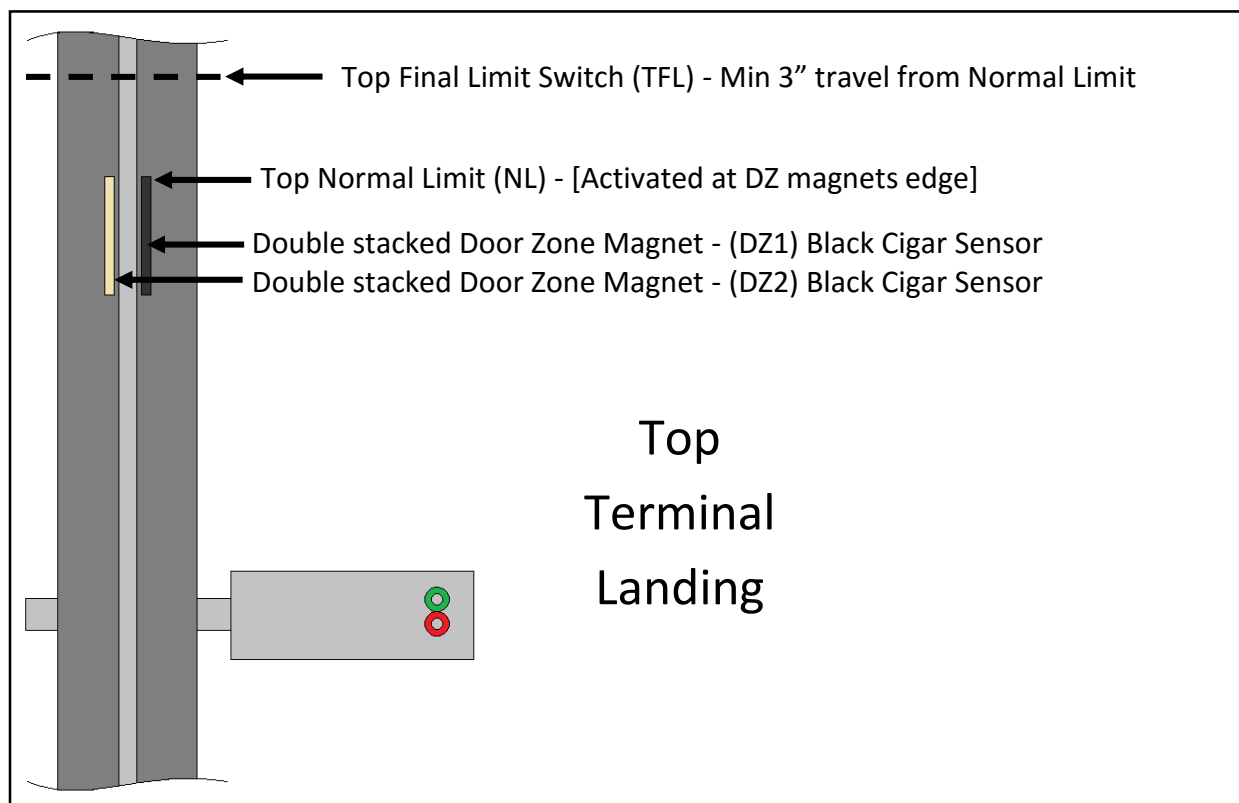 Top Final Limit Switch (TFL) - Min 3” travel from Normal Limit
Top Normal Limit (NL) - [Activated at DZ magnets edge]
Double stacked Door Zone Magnet - (DZ1) Black Cigar Sensor
Double stacked Door Zone Magnet - (DZ2) Black Cigar Sensor
Top
Terminal
Landing